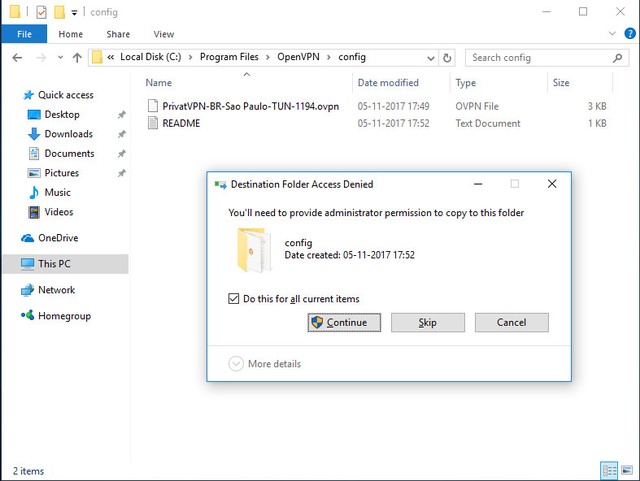 config
File Home Share View
« Local Disk (C:) Program Files OpenVPN config
Search config
Name Date modified Type Size
PrivatVPN-BR-Sao Paulo-TUN-1194.ovpn 05-11-2017 17:49 OVPN File 3 KB
README 05-11-2017 17:52 Text Document 1 KB
Quick access
Desktop
Downloads
Documents
Pictures
Music
Videos
OneDrive
This PC
Network
Homegroup
Destination Folder Access Denied
You'll need to provide administrator permission to copy to this folder
config
Date created: 05-11-2017 17:52
Do this for all current items
Continue Skip Cancel
More details
2 items